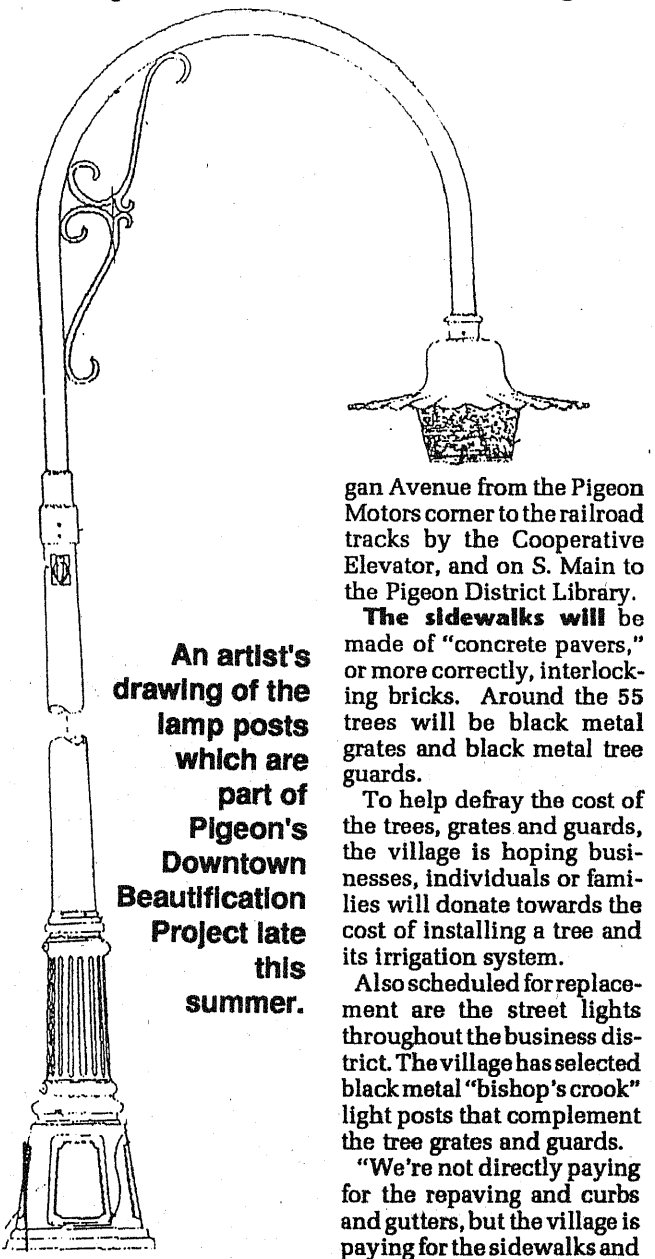 An artist's
drawing of the
lamp posts
which are
part of
Pigeon's
Downtown
Beautification
Project late
this
summer.
gan Avenue from the Pigeon
Motors corner to the railroad
tracks by the Cooperative
Elevator, and on S. Main to
the Pigeon District Library.
The sidewalks will be
made of “concrete pavers,”
or more correctly, interlock-
ing bricks. Around the 55
trees will be black metal
grates and black metal tree
guards.
To help defray the cost of
the trees, grates and guards,
the village is hoping busi-
nesses, individuals or fami-
lies will donate towards the
cost of installing a tree and
its irrigation system.
Also scheduled for replace-
ment are the street lights
throughout the business dis-
trict. The village has selected
black metal “bishop’s crook”
light posts that complement
the tree grates and guards.
“We’re not directly paying
for the repaving and curbs
and gutters, but the village is
paying for the sidewalks and